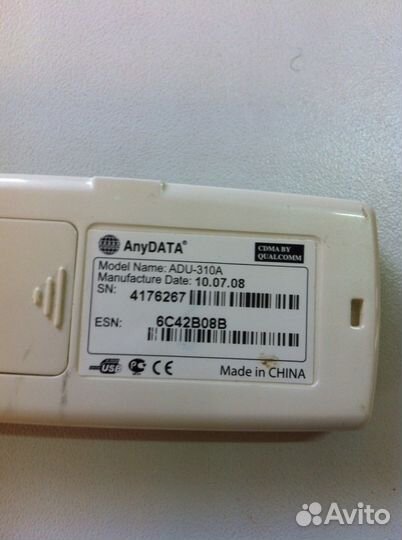 AnyDATA®
CDMA BY
QUALCOMM
Model Name: ADU-310A
Manufacture Date: 10.07.08
SN: 4176267
ESN: 6C42B08B
USB PC CE Made in CHINA
Avito